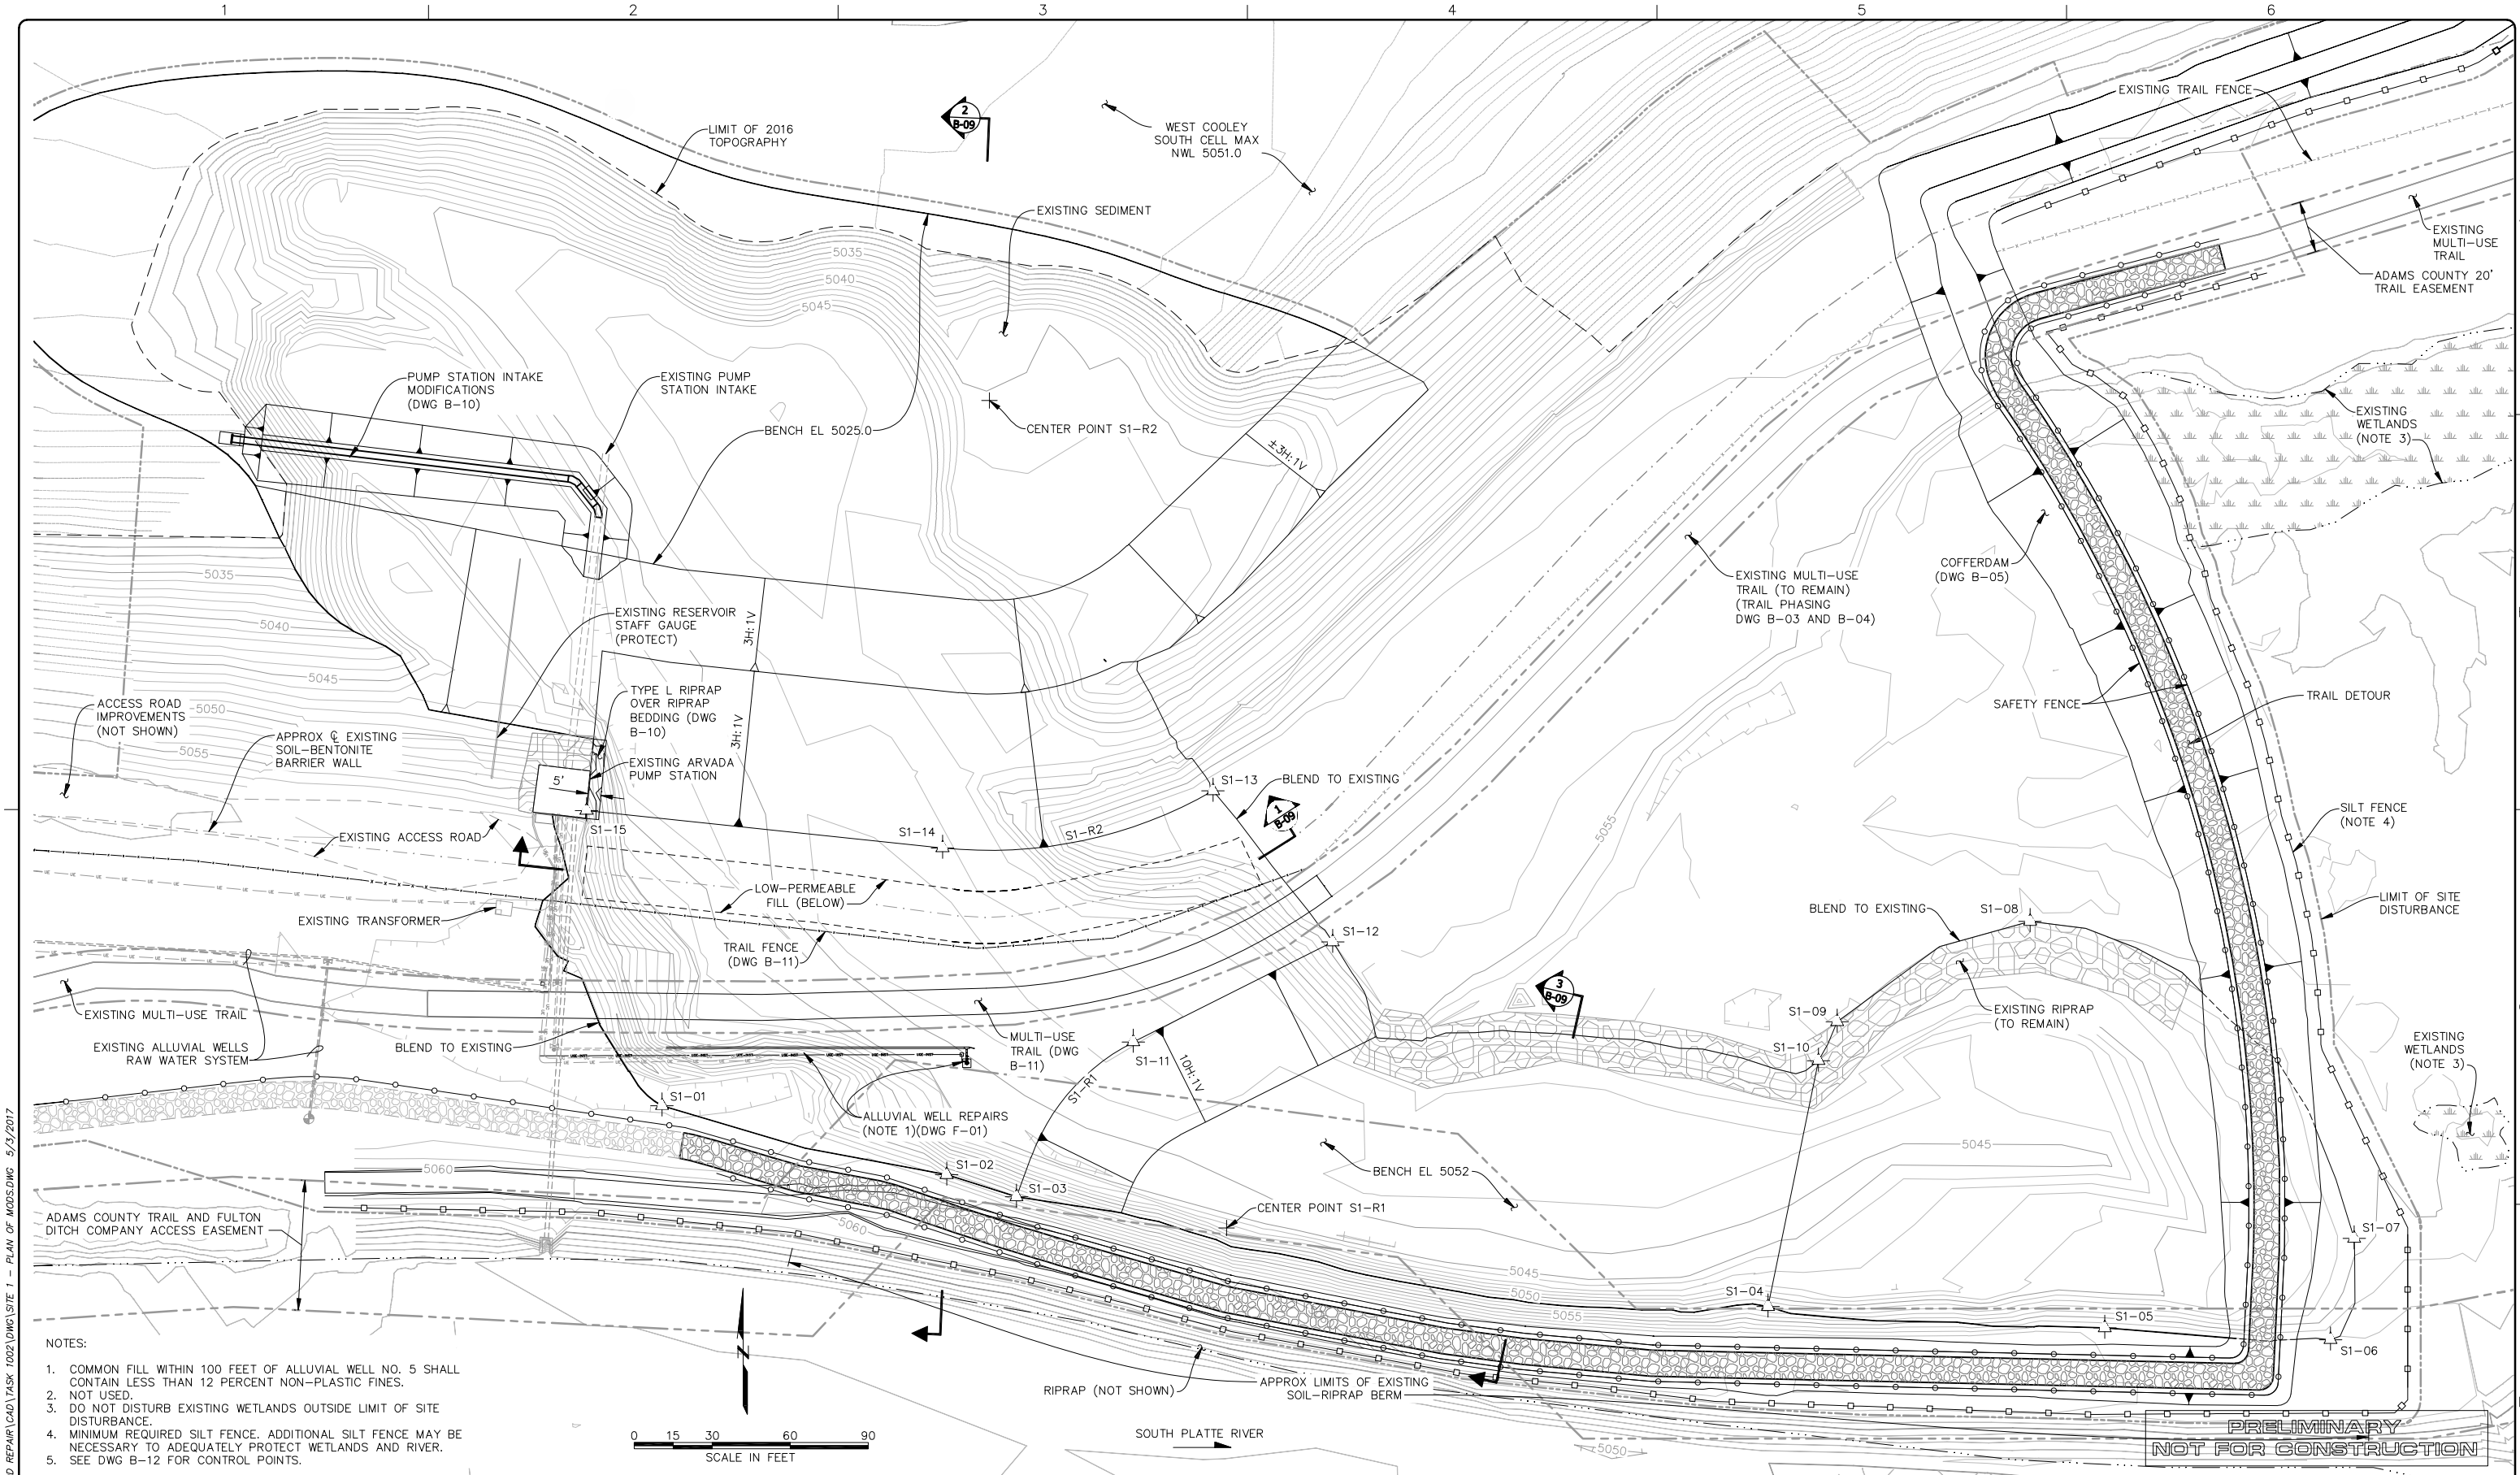 1
2
3
4
5
6
EXISTING TRAIL FENCE
2
B-09
LIMIT OF 2016
TOPOGRAPHY
WEST COOLEY
SOUTH CELL MAX
NWL 5051.0
EXISTING SEDIMENT
EXISTING
MULTI-USE
TRAIL
ADAMS COUNTY 20'
TRAIL EASEMENT
5035
5040
5045
PUMP STATION INTAKE
MODIFICATIONS
(DWG B-10)
EXISTING PUMP
STATION INTAKE
BENCH EL 5025.0
CENTER POINT S1-R2
±3H:1V
EXISTING
WETLANDS
(NOTE 3)
5035
5040
5045
5050
5055
EXISTING MULTI-USE
TRAIL (TO REMAIN)
(TRAIL PHASING
DWG B-03 AND B-04)
COFFERDAM
(DWG B-05)
EXISTING RESERVOIR
STAFF GAUGE
(PROTECT)
3H:1V
3H:1V
ACCESS ROAD
IMPROVEMENTS
(NOT SHOWN)
TYPE L RIPRAP
OVER RIPRAP
BEDDING (DWG
B-10)
APPROX ℄ EXISTING
SOIL-BENTONITE
BARRIER WALL
EXISTING ARVADA
PUMP STATION
5'
SAFETY FENCE
TRAIL DETOUR
S1-13
BLEND TO EXISTING
1
B-09
5055
SILT FENCE
(NOTE 4)
EXISTING ACCESS ROAD
S1-15
S1-14
S1-R2
LOW-PERMEABLE
FILL (BELOW)
EXISTING TRANSFORMER
TRAIL FENCE
(DWG B-11)
S1-12
BLEND TO EXISTING
S1-08
LIMIT OF SITE
DISTURBANCE
3
B-09
EXISTING MULTI-USE TRAIL
EXISTING ALLUVIAL WELLS
RAW WATER SYSTEM
BLEND TO EXISTING
MULTI-USE
TRAIL (DWG
B-11)
S1-11
S1-R1
10H:1V
S1-09
S1-10
EXISTING RIPRAP
(TO REMAIN)
EXISTING
WETLANDS
(NOTE 3)
S1-01
ALLUVIAL WELL REPAIRS
(NOTE 1)(DWG F-01)
S1-02
S1-03
BENCH EL 5052
5045
CENTER POINT S1-R1
5060
5060
ADAMS COUNTY TRAIL AND FULTON
DITCH COMPANY ACCESS EASEMENT
S1-07
5045
5050
5055
S1-04
S1-05
S1-06
NOTES:
1. COMMON FILL WITHIN 100 FEET OF ALLUVIAL WELL NO. 5 SHALL
CONTAIN LESS THAN 12 PERCENT NON-PLASTIC FINES.
2. NOT USED.
3. DO NOT DISTURB EXISTING WETLANDS OUTSIDE LIMIT OF SITE
DISTURBANCE.
4. MINIMUM REQUIRED SILT FENCE. ADDITIONAL SILT FENCE MAY BE
NECESSARY TO ADEQUATELY PROTECT WETLANDS AND RIVER.
5. SEE DWG B-12 FOR CONTROL POINTS.
N
0 15 30 60 90
SCALE IN FEET
RIPRAP (NOT SHOWN)
APPROX LIMITS OF EXISTING
SOIL-RIPRAP BERM
SOUTH PLATTE RIVER
5050
PRELIMINARY
NOT FOR CONSTRUCTION
D REPAIR\CAD\TASK 1002\DWG\SITE 1 - PLAN OF MODS.DWG 5/3/2017